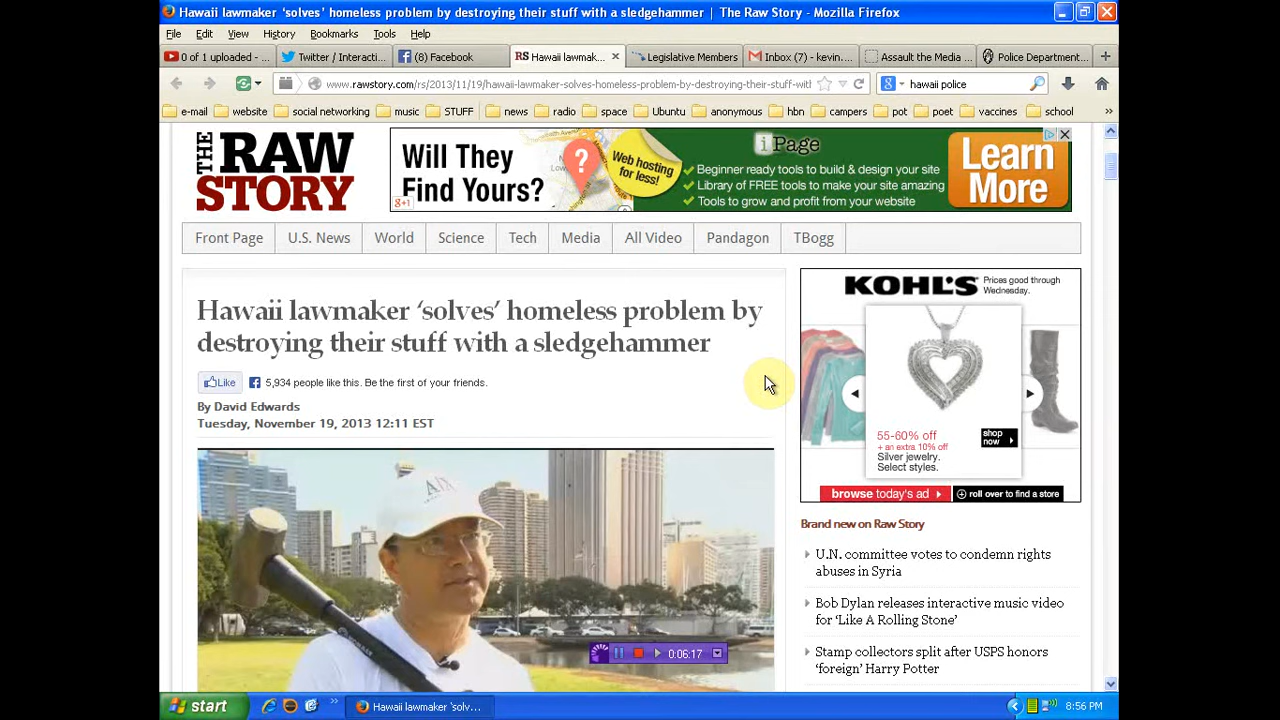 Hawaii lawmaker ‘solves’ homeless problem by destroying their stuff with a sledgehammer | The Raw Story - Mozilla Firefox
File Edit View History Bookmarks Tools Help
0 of 1 uploaded - ... Twitter / Interacti... (8) Facebook RS Hawaii lawmak... Legislative Members Inbox (7) - kevin.... Assault the Media ... Police Department...
www.rawstory.com/rs/2013/11/19/hawaii-lawmaker-solves-homeless-problem-by-destroying-their-stuff-wit hawaii police
e-mail website social networking music STUFF news radio space Ubuntu anonymous hbn campers pot poet vaccines school
THE RAW STORY
Will They Find Yours?
g+1
Web hosting for less!
iPage
Beginner ready tools to build & design your site
Library of FREE tools to make your site amazing
Tools to grow and profit from your website
Learn More
Front Page U.S. News World Science Tech Media All Video Pandagon TBogg
Hawaii lawmaker ‘solves’ homeless problem by
destroying their stuff with a sledgehammer
Like 5,934 people like this. Be the first of your friends.
By David Edwards
Tuesday, November 19, 2013 12:11 EST
KOHL'S Prices good through Wednesday.
55-60% off
+ an extra 10% off
Silver jewelry.
Select styles.
shop now
browse today's ad roll over to find a store
Brand new on Raw Story
U.N. committee votes to condemn rights
abuses in Syria
Bob Dylan releases interactive music video
for ‘Like A Rolling Stone’
Stamp collectors split after USPS honors
‘foreign’ Harry Potter
0:06:17
start Hawaii lawmaker 'solv... 8:56 PM